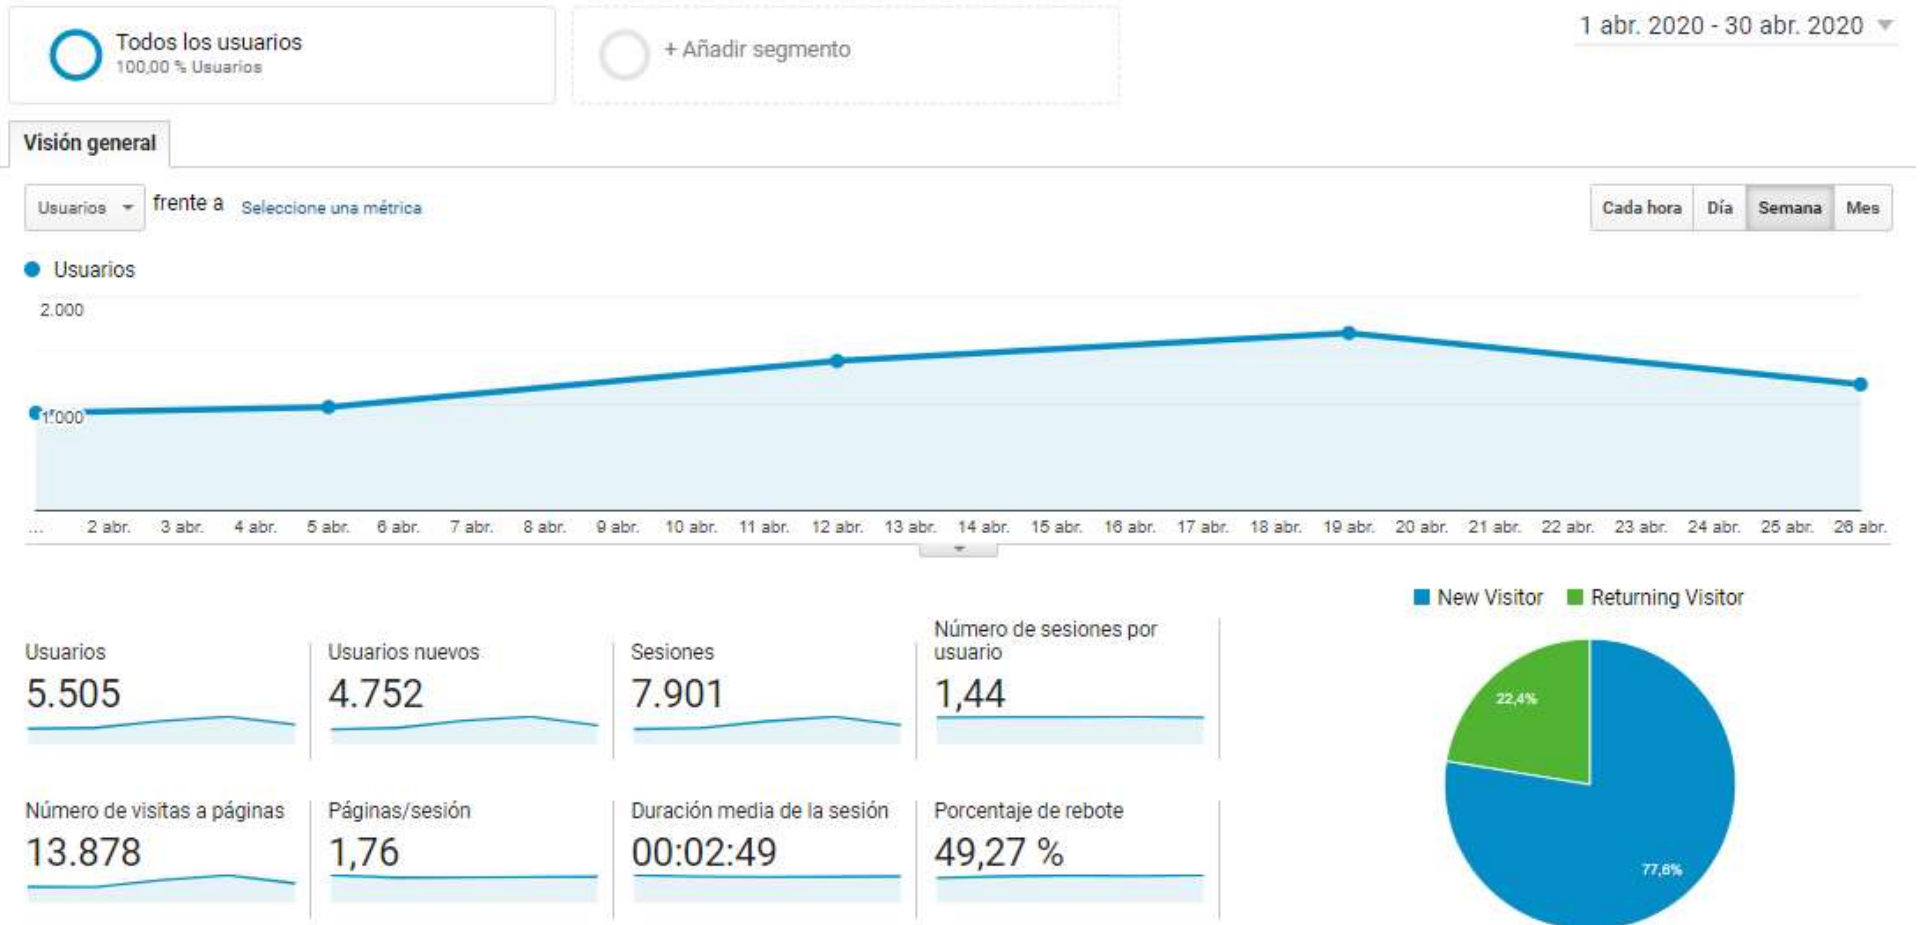 Todos los usuarios
100,00 % Usuarios
+ Añadir segmento
1 abr. 2020 - 30 abr. 2020
Visión general
Usuarios
frente a
Seleccione una métrica
Cada hora
Día
Semana
Mes
Usuarios
2.000
1.000
... 2 abr. 3 abr. 4 abr. 5 abr. 6 abr. 7 abr. 8 abr. 9 abr. 10 abr. 11 abr. 12 abr. 13 abr. 14 abr. 15 abr. 16 abr. 17 abr. 18 abr. 19 abr. 20 abr. 21 abr. 22 abr. 23 abr. 24 abr. 25 abr. 26 abr.
New Visitor
Returning Visitor
Usuarios
5.505
Usuarios nuevos
4.752
Sesiones
7.901
Número de sesiones por
usuario
1,44
Número de visitas a páginas
13.878
Páginas/sesión
1,76
Duración media de la sesión
00:02:49
Porcentaje de rebote
49,27 %
22,4%
77,6%